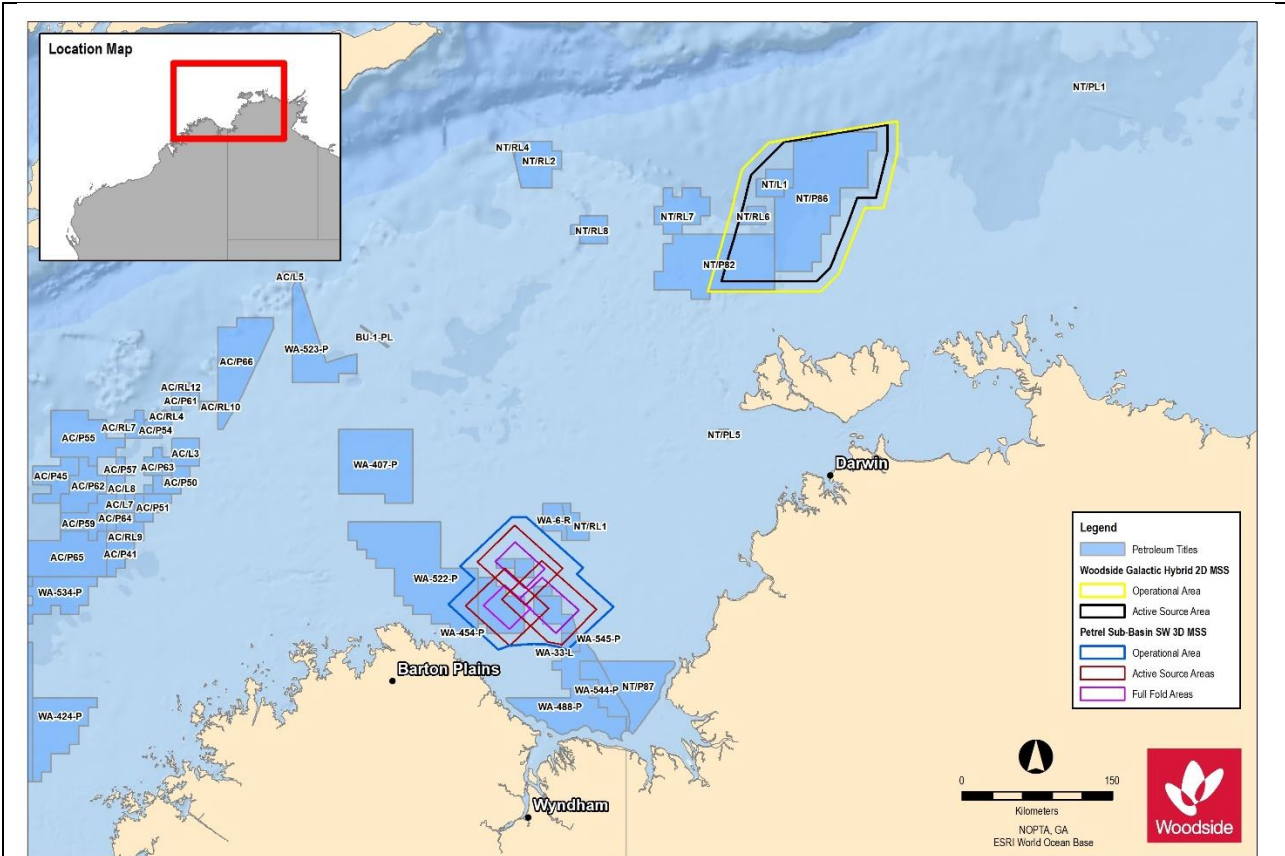 Location Map
NT/PL1
NT/RL4
NT/RL2
NT/L1
NT/P86
NT/RL7
NT/RL6
NT/RL8
NT/P82
AC/L5
BU-1-PL
WA-523-P
AC/P66
AC/RL12
AC/P61
AC/RL10
AC/RL4
AC/RL7
AC/P54
AC/P55
AC/L3
NT/PL5
AC/P57
AC/P63
AC/P45
AC/P62
AC/L8
AC/P50
WA-407-P
Darwin
AC/L7
AC/P51
AC/P59
AC/P64
WA-6-R
NT/RL1
AC/RL9
AC/P65
AC/P41
WA-522-P
WA-534-P
WA-454-P
WA-545-P
WA-33-L
Barton Plains
WA-544-P
NT/P87
WA-488-P
WA-424-P
Wyndham
Legend
Petroleum Titles
Woodside Galactic Hybrid 2D MSS
Operational Area
Active Source Area
Petrel Sub-Basin SW 3D MSS
Operational Area
Active Source Areas
Full Fold Areas
0 150
Kilometers
NOPTA, GA
ESRI World Ocean Base
Woodside